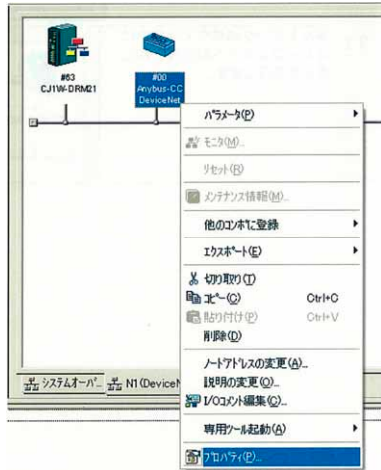 #63
CJ1W-DRM21
#00
Anybus-CC
DeviceNet
パラメータ(P)
モニタ(M)...
リセット(R)
メンテナンス情報(M)...
他のコンポに登録
エクスポート(E)
切り取り(T)
コピー(C) Ctrl+C
貼り付け(P) Ctrl+V
削除(D)
ノードアドレスの変更(A)...
説明の変更(O)...
I/Oコメント編集(C)...
専用ツール起動(A)
プロパティ(P)...
システムオーバ... N1 (DeviceN